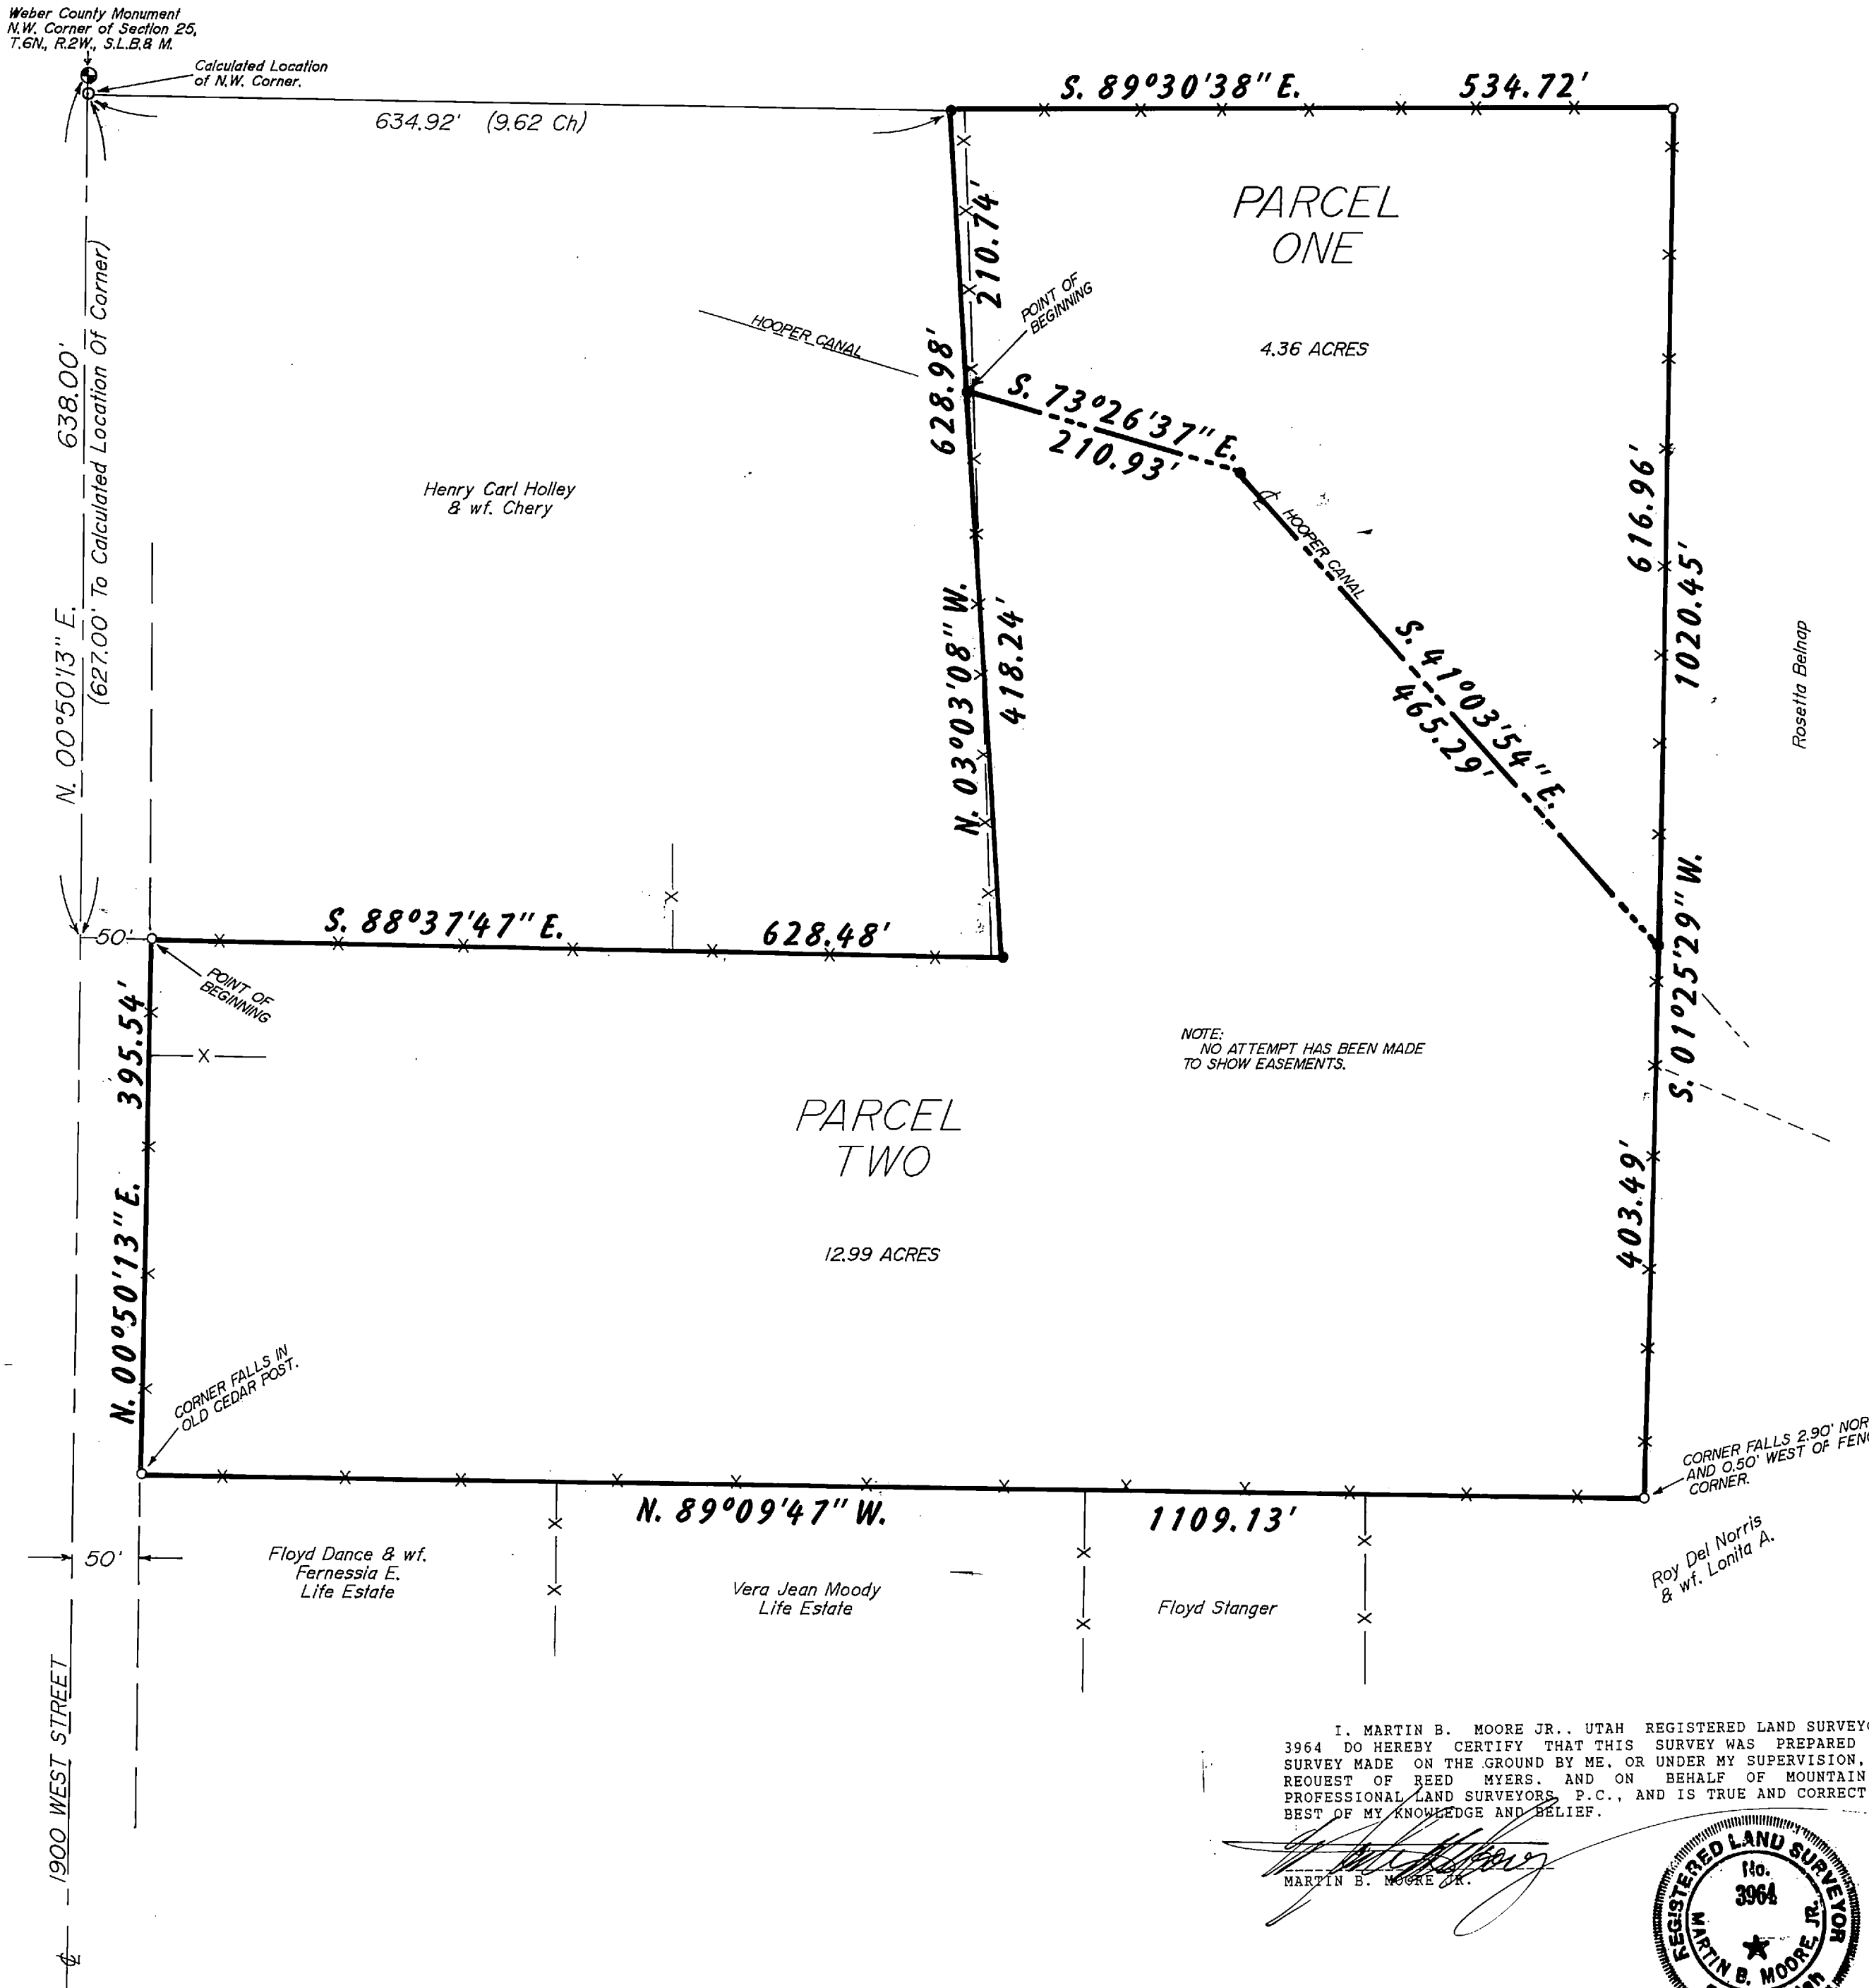 Weber County Monument
N.W. Corner of Section 25,
T.6N., R.2W., S.L.B.& M.
Calculated Location
of N.W. Corner.
634.92' (9.62 Ch)
S. 89°30'38" E. 534.72'
PARCEL
ONE
4.36 ACRES
210.74'
POINT OF
BEGINNING
HOOPER CANAL
628.98'
S. 73°26'37" E.
210.93'
HOOPER CANAL
616.96'
1020.45'
Rosetta Belnap
N. 00°50'13" E. 638.00'
(627.00' To Calculated Location Of Corner)
Henry Carl Holley
& wf. Chery
N. 03°03'08" W.
418.24'
S. 41°03'54" E.
465.29'
S. 01°25'29" W.
50'
S. 88°37'47" E. 628.48'
POINT OF
BEGINNING
NOTE:
NO ATTEMPT HAS BEEN MADE
TO SHOW EASEMENTS.
PARCEL
TWO
12.99 ACRES
N. 00°50'13" E. 395.54'
403.49'
CORNER FALLS IN
OLD CEDAR POST.
CORNER FALLS 2.90' NOR
AND 0.50' WEST OF FEN
CORNER.
N. 89°09'47" W. 1109.13'
50'
Floyd Dance & wf.
Fernessia E.
Life Estate
Vera Jean Moody
Life Estate
Floyd Stanger
Roy Del Norris
& wf. Lonita A.
1900 WEST STREET
I. MARTIN B. MOORE JR.. UTAH REGISTERED LAND SURVEYO
3964 DO HEREBY CERTIFY THAT THIS SURVEY WAS PREPARED
SURVEY MADE ON THE GROUND BY ME. OR UNDER MY SUPERVISION,
REQUEST OF REED MYERS. AND ON BEHALF OF MOUNTAIN
PROFESSIONAL LAND SURVEYORS, P.C., AND IS TRUE AND CORRECT
BEST OF MY KNOWLEDGE AND BELIEF.
MARTIN B. MOORE JR.
REGISTERED LAND SURVEYOR
No.
3964
MARTIN B. MOORE, JR.